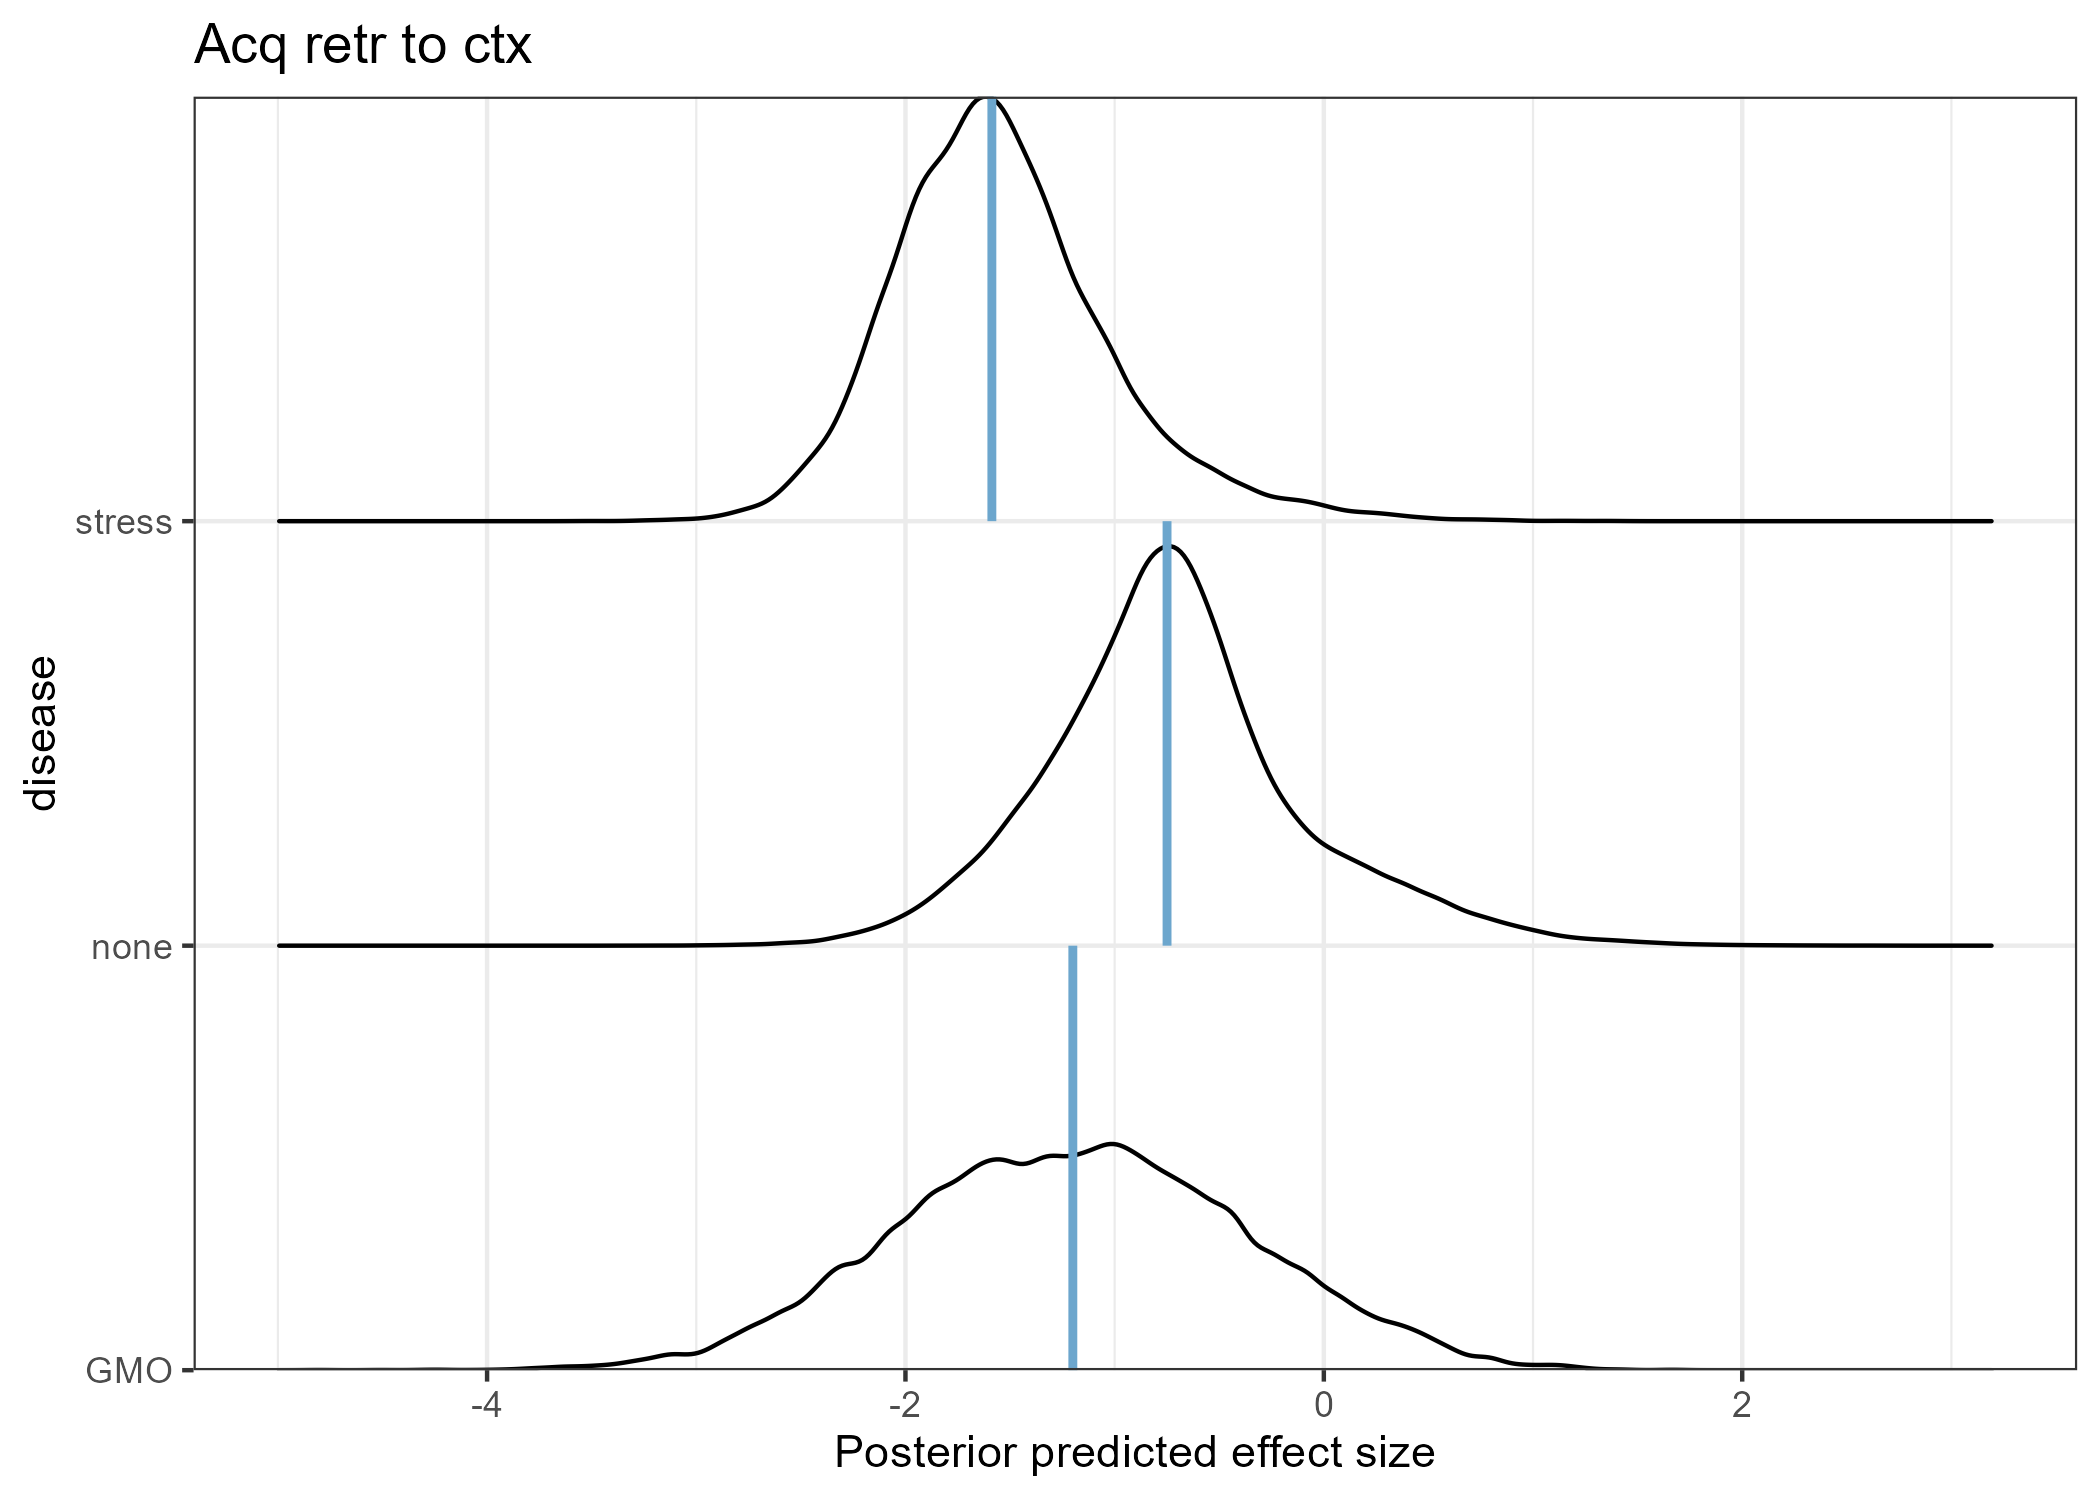 Acq retr to ctx
stress
none
GMO
disease
-4
-2
0
2
Posterior predicted effect size